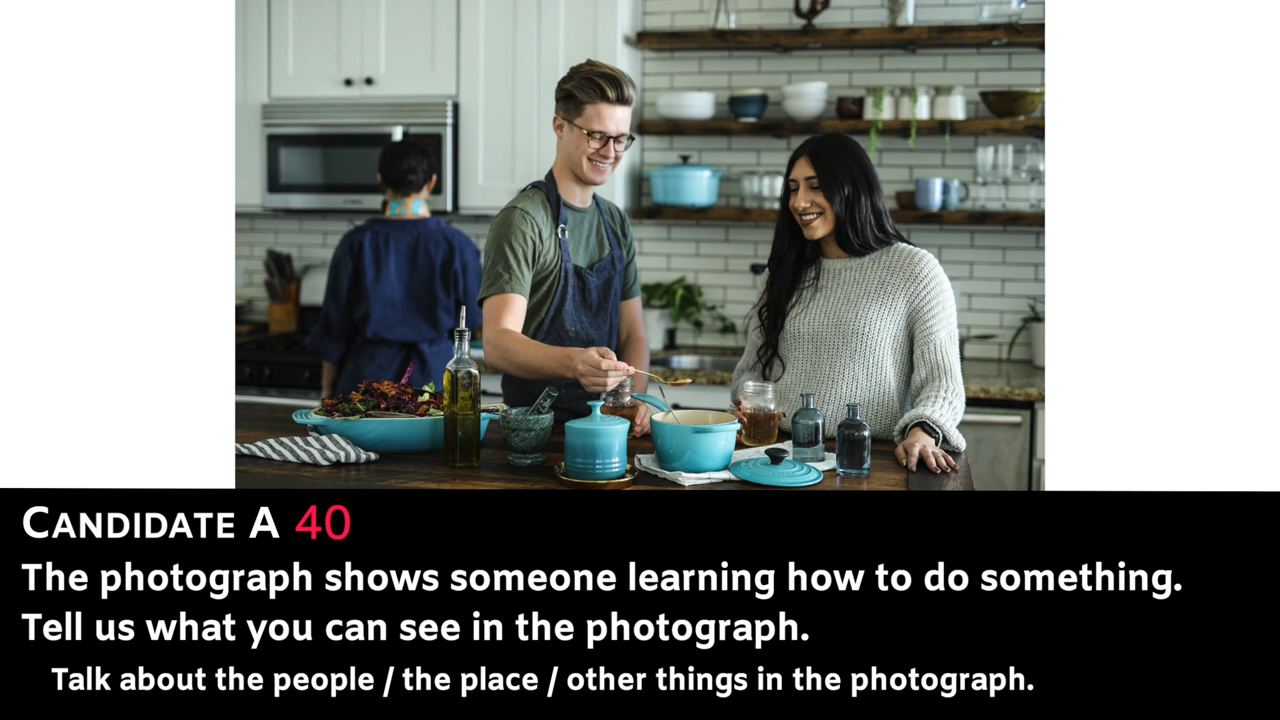 CANDIDATE A 40
The photograph shows someone learning how to do something.
Tell us what you can see in the photograph.
Talk about the people / the place / other things in the photograph.